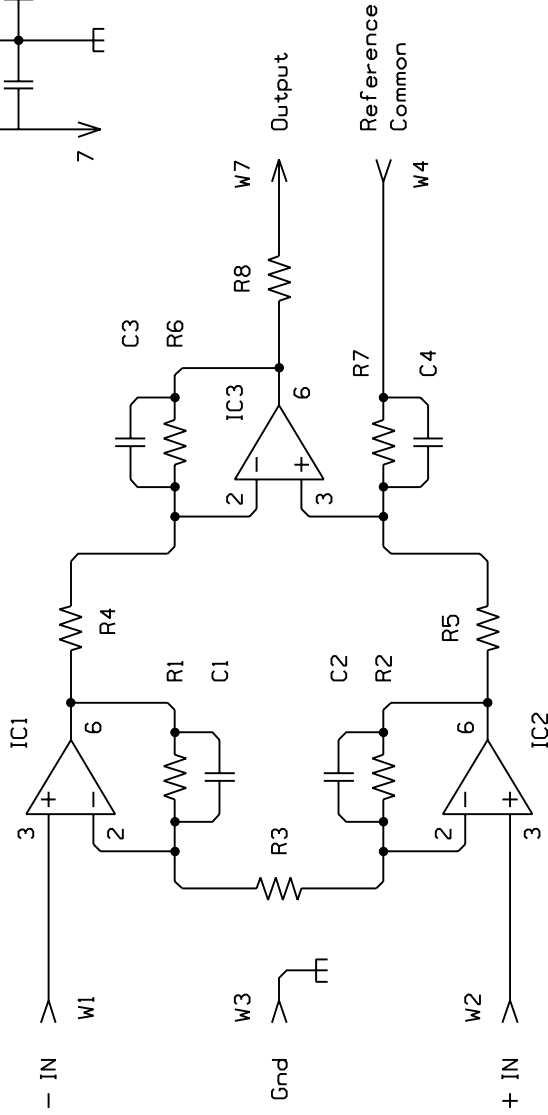 7
Output
Reference
Common
W7
W4
R8
C3
R6
R7
C4
IC3
6
2
−
+
3
R4
R5
R1
C1
C2
R2
IC1
6
6
IC2
3
+
−
2
R3
2
−
+
3
W1
W3
W2
− IN
Gnd
+ IN